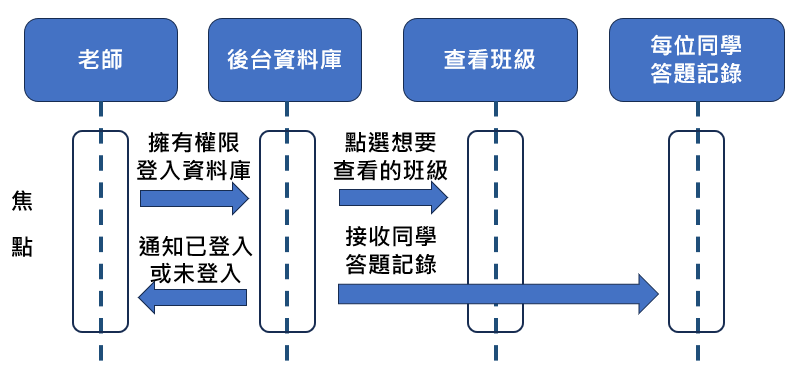 老師
後台資料庫
查看班級
每位同學
答題記錄
擁有權限
登入資料庫
點選想要
查看的班級
焦
點
通知已登入
或未登入
接收同學
答題記錄